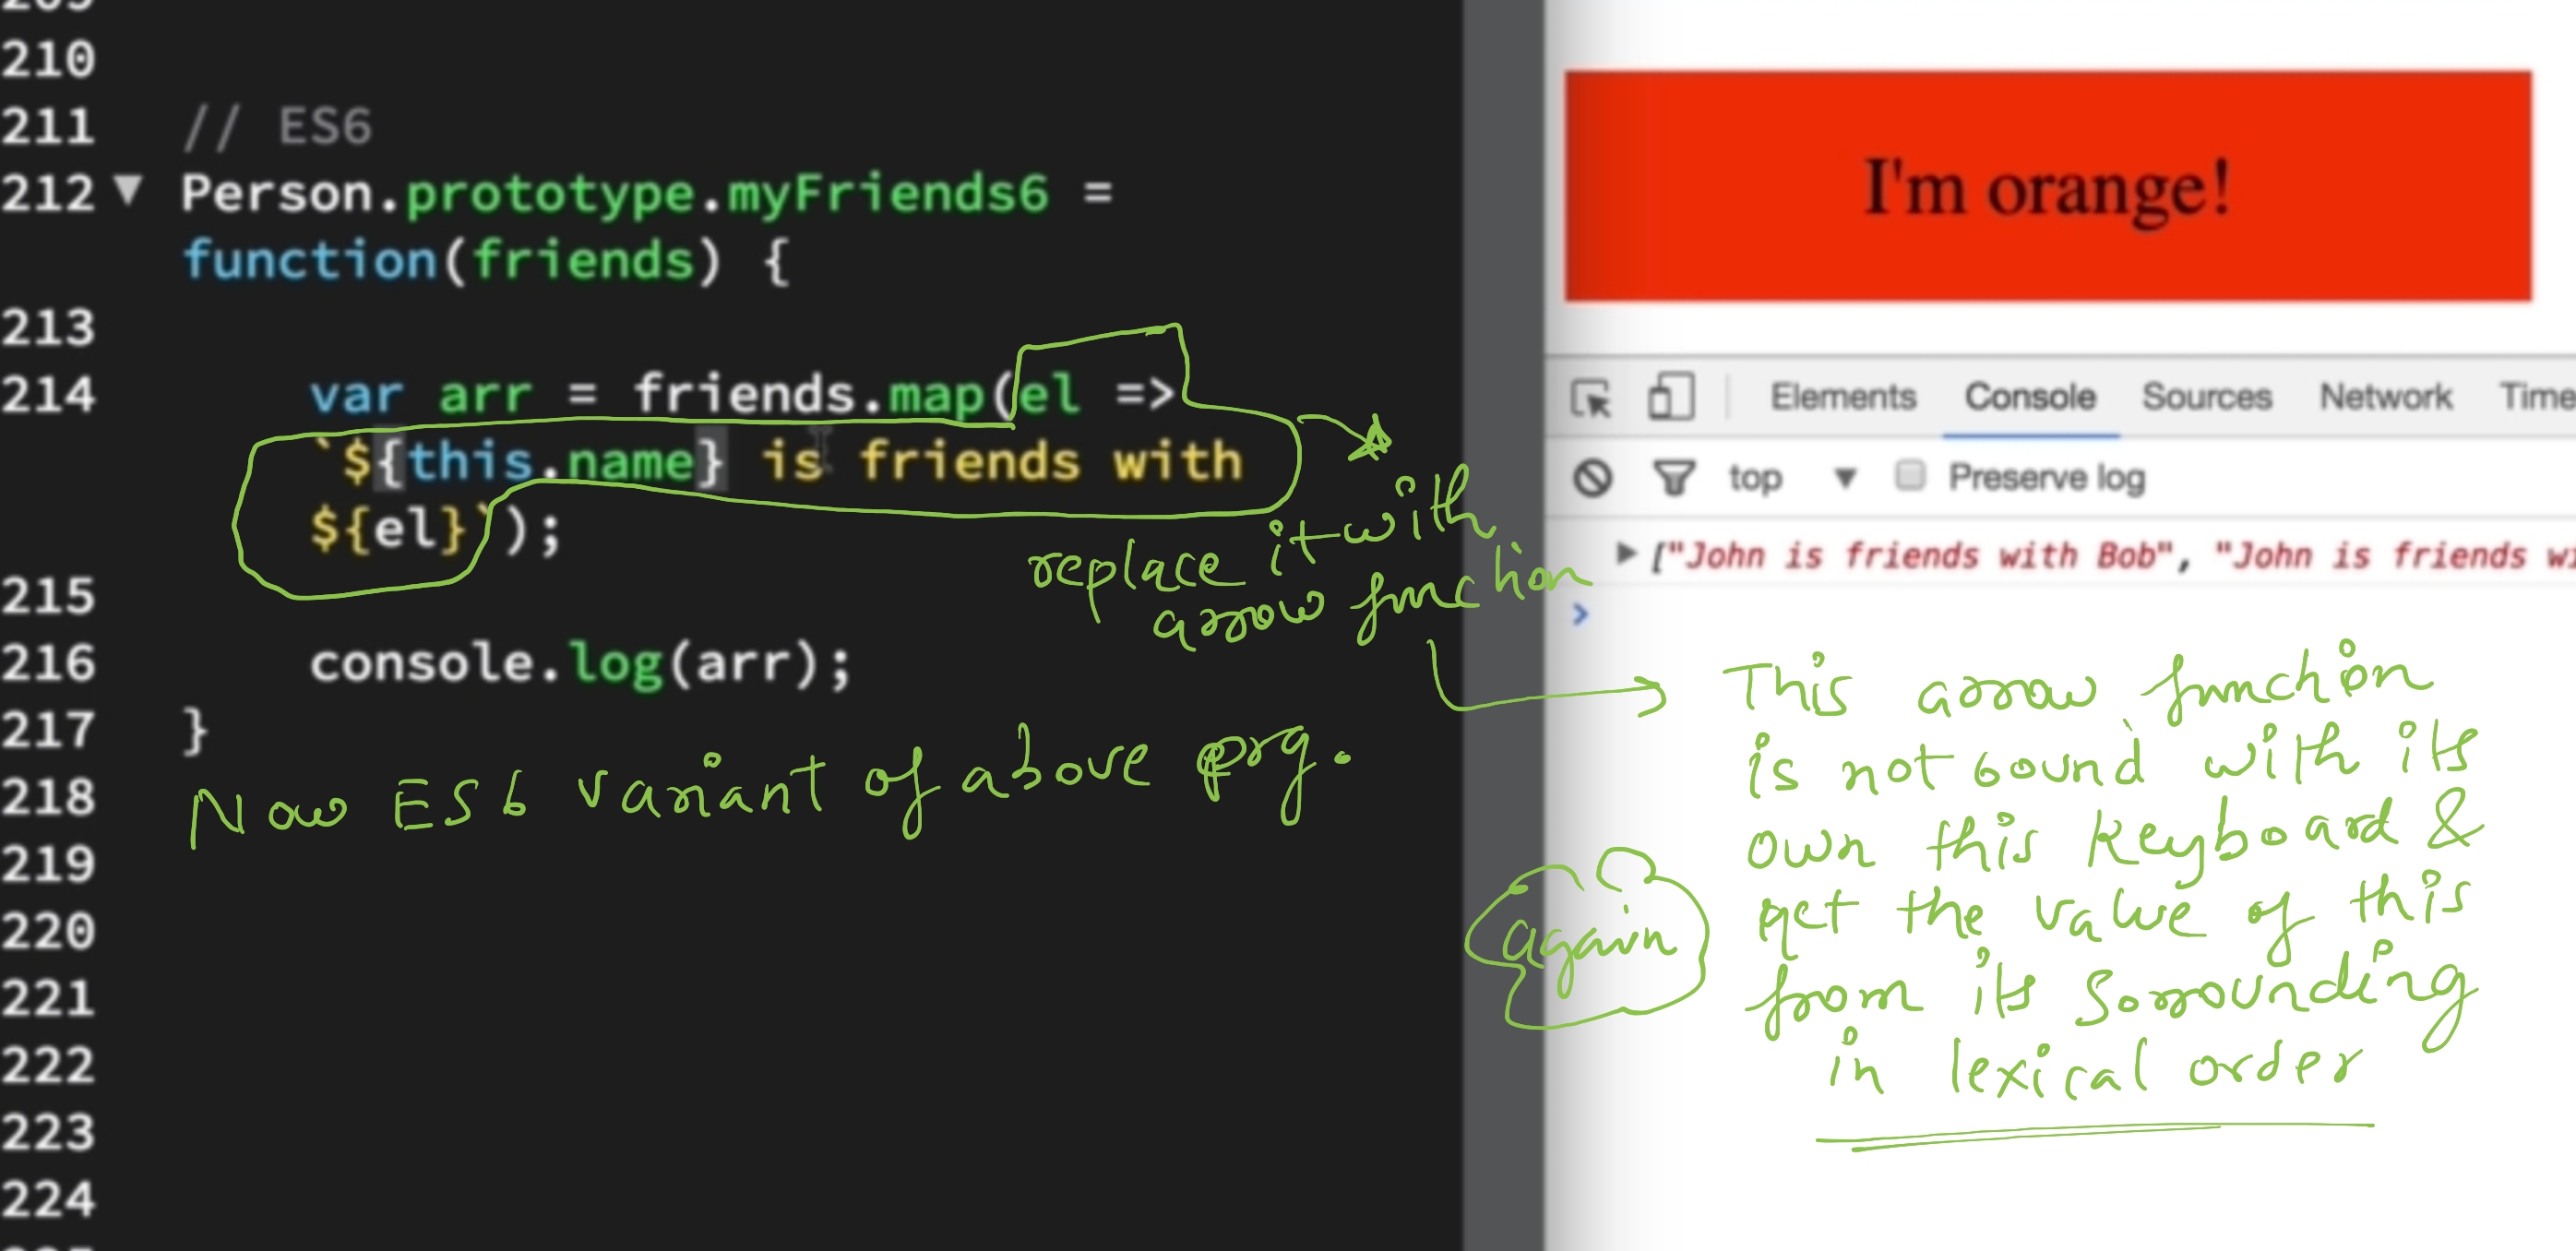 210
211 // ES6
212 ▼ Person.prototype.myFriends6 =
function(friends) {
213
214 var arr = friends.map(el =>
`${this.name} is friends with
${el}`);
215
216 console.log(arr);
217 }
218
219
220
221
222
223
224
replace it with
arrow function
Now ES6 variant of above prg.
I'm orange!
Elements Console Sources Network Time
top ▼ Preserve log
▶ ["John is friends with Bob", "John is friends wi
>
This arrow function
is not bound with its
own this keyboard &
again
get the value of this
from its sorrounding
in lexical order